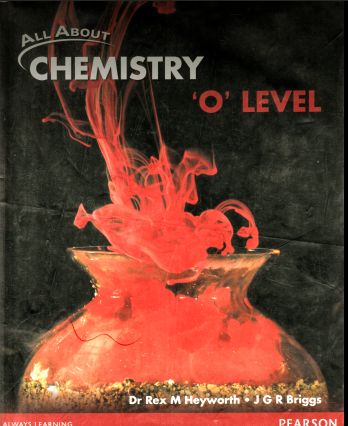 ALL ABOUT
CHEMISTRY
'O' LEVEL
Dr Rex M Heyworth • J G R Briggs
ALWAYS LEARNING
PEARSON